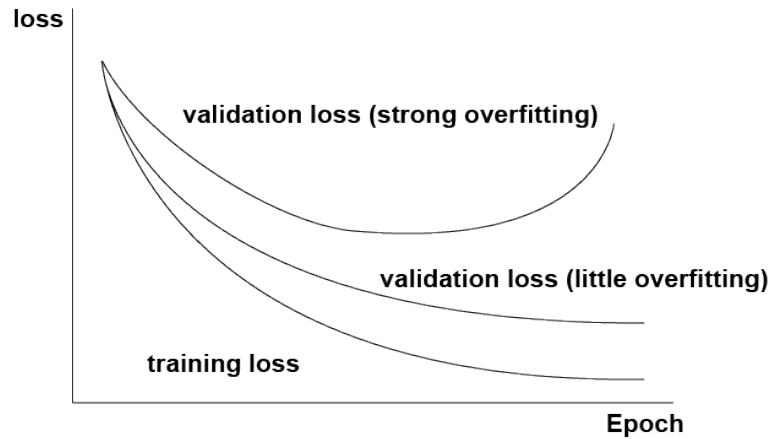 loss
validation loss (strong overfitting)
validation loss (little overfitting)
training loss
Epoch